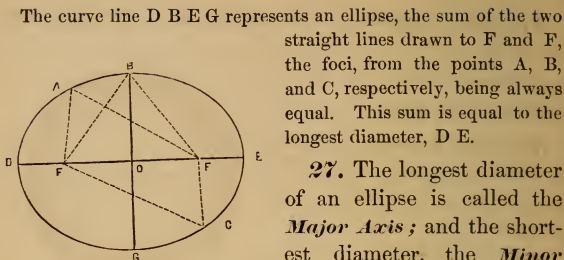 The curve line D B E G represents an ellipse, the sum of the two
straight lines drawn to F and F,
the foci, from the points A, B,
and C, respectively, being always
equal. This sum is equal to the
longest diameter, D E.
27. The longest diameter
of an ellipse is called the
Major Axis; and the short-
est diameter, the Minor
B
A
D
F
O
F
E
C
G